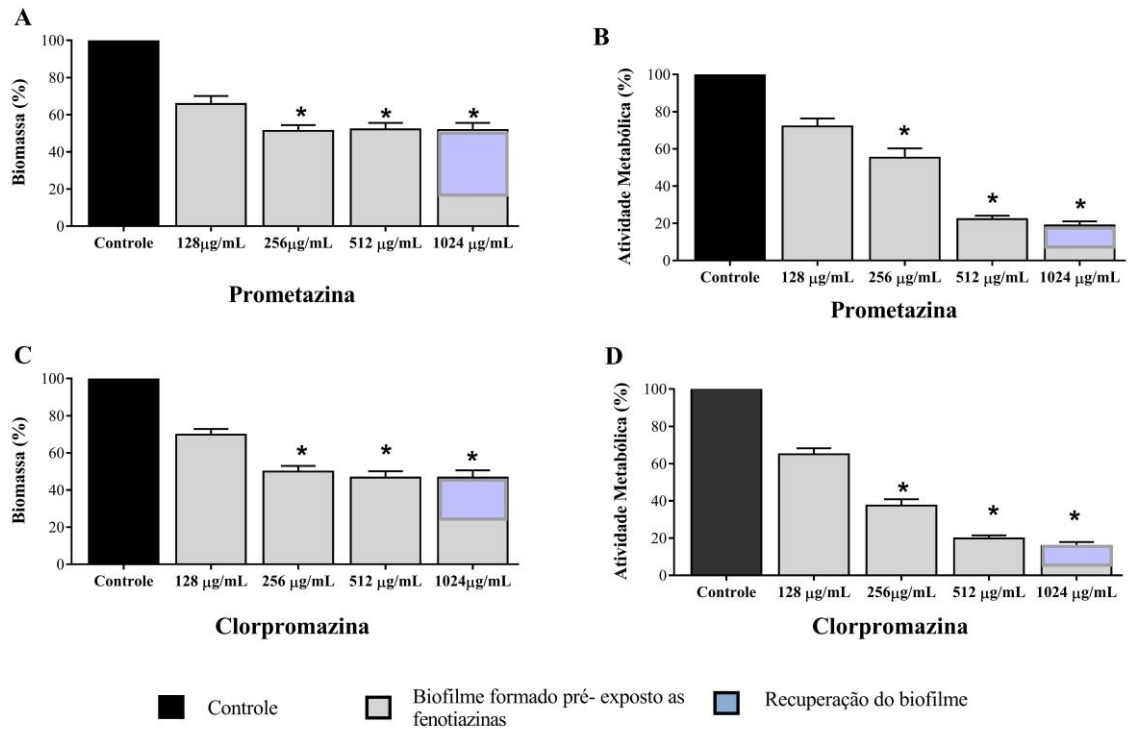 A
Biomassa (%)
100
80
60
40
20
0
* * *
Controle 128µg/mL 256µg/mL 512 µg/mL 1024 µg/mL
Prometazina
B
Atividade Metabólica (%)
100
80
60
40
20
0
* * *
Controle 128 µg/mL 256 µg/mL 512 µg/mL 1024 µg/mL
Prometazina
C
Biomassa (%)
100
80
60
40
20
0
* * *
Controle 128 µg/mL 256 µg/mL 512 µg/mL 1024µg/mL
Clorpromazina
D
Atividade Metabólica (%)
100
80
60
40
20
0
* * *
Controle 128 µg/mL 256µg/mL 512 µg/mL 1024 µg/mL
Clorpromazina
Controle
Biofilme formado pré- exposto as
fenotiazinas
Recuperação do biofilme